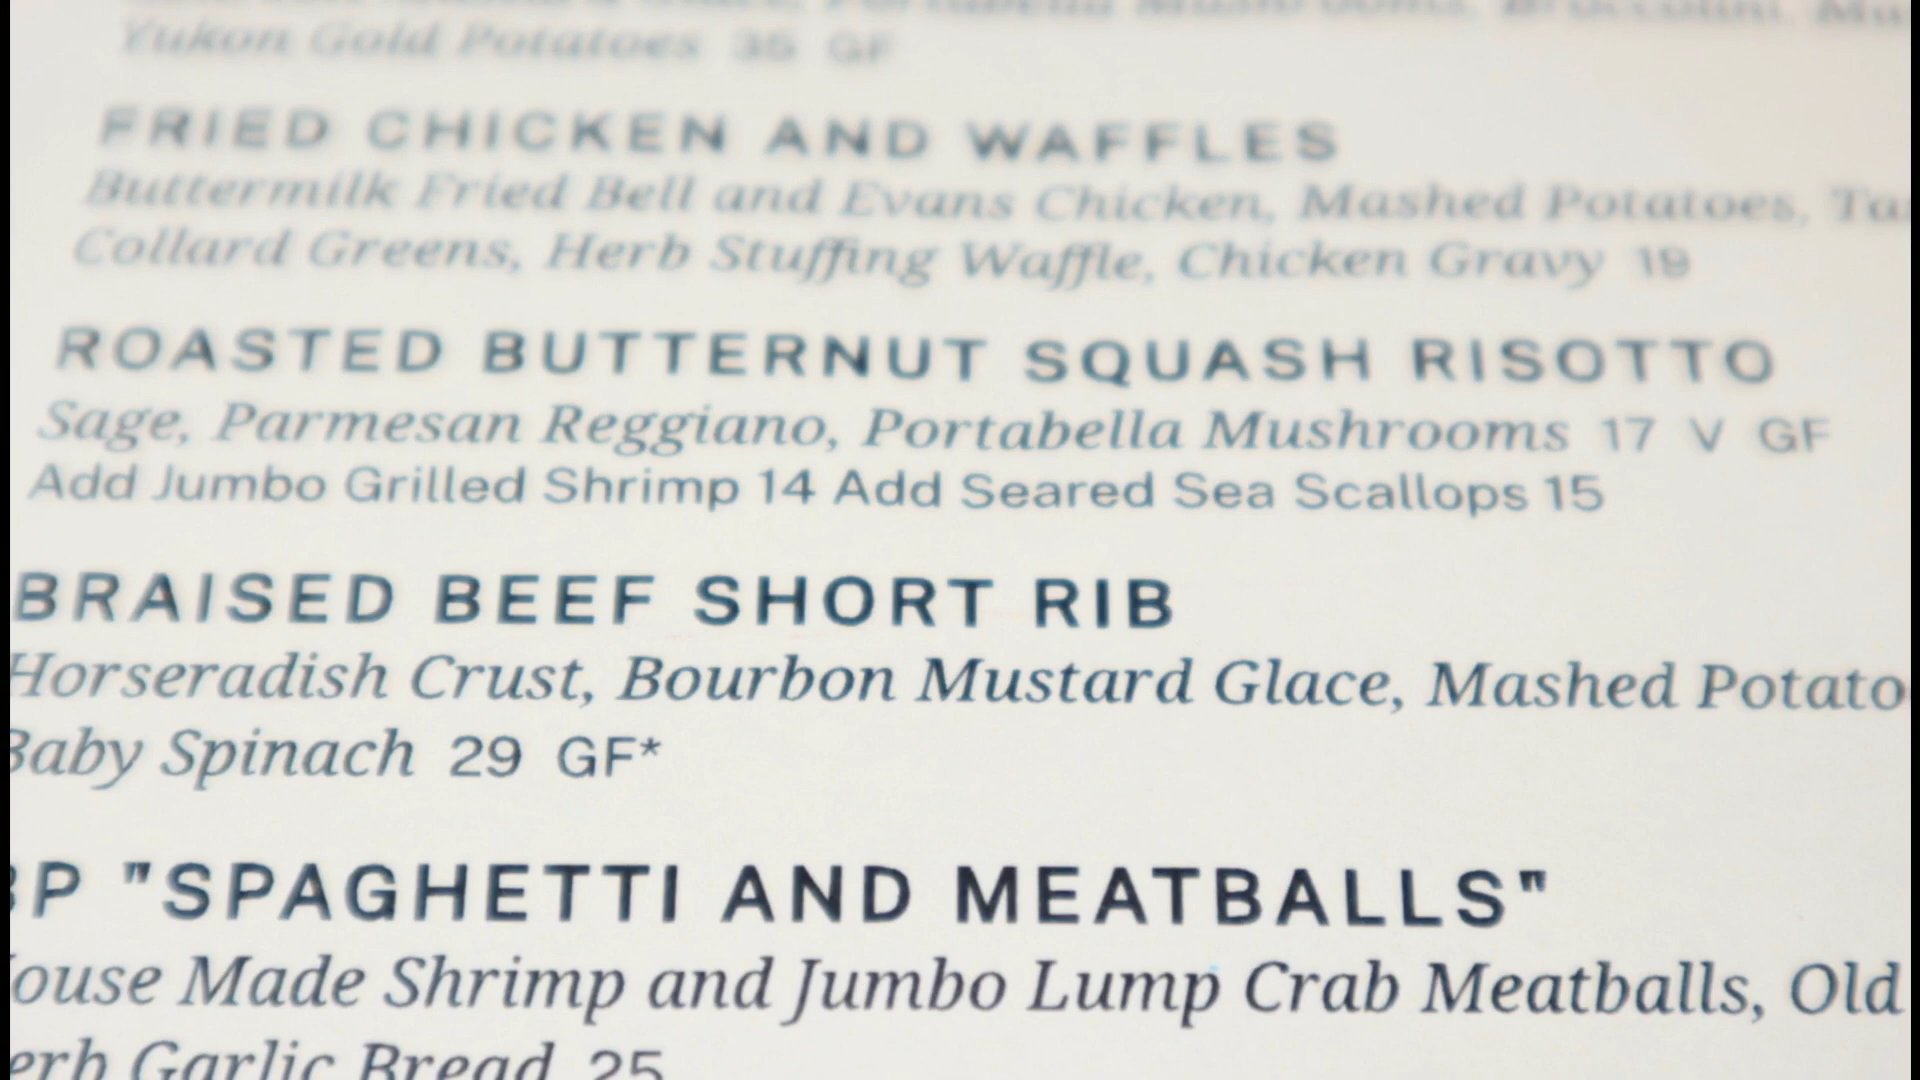 Yukon Gold Potatoes 35 GF
FRIED CHICKEN AND WAFFLES
Buttermilk Fried Bell and Evans Chicken, Mashed Potatoes,
Collard Greens, Herb Stuffing Waffle, Chicken Gravy 19
ROASTED BUTTERNUT SQUASH RISOTTO
Sage, Parmesan Reggiano, Portabella Mushrooms 17 V GF
Add Jumbo Grilled Shrimp 14 Add Seared Sea Scallops 15
BRAISED BEEF SHORT RIB
Horseradish Crust, Bourbon Mustard Glace, Mashed Potato
Baby Spinach 29 GF*
BP "SPAGHETTI AND MEATBALLS"
ouse Made Shrimp and Jumbo Lump Crab Meatballs, Old
erb Garlic Bread 25